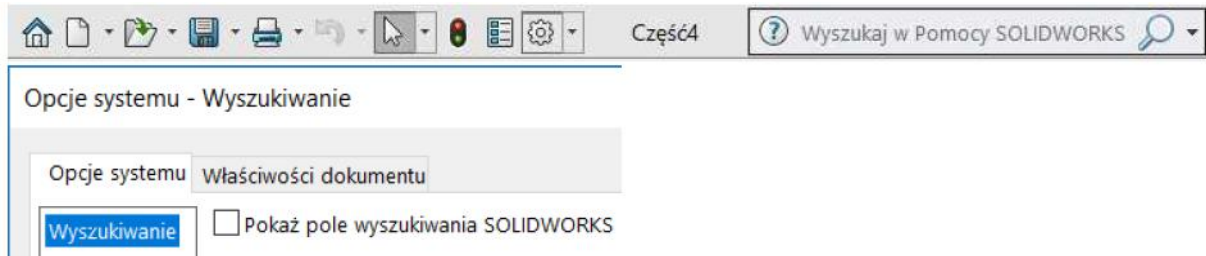 Część4 Wyszukaj w Pomocy SOLIDWORKS
Opcje systemu - Wyszukiwanie
Opcje systemu Właściwości dokumentu
Wyszukiwanie Pokaż pole wyszukiwania SOLIDWORKS